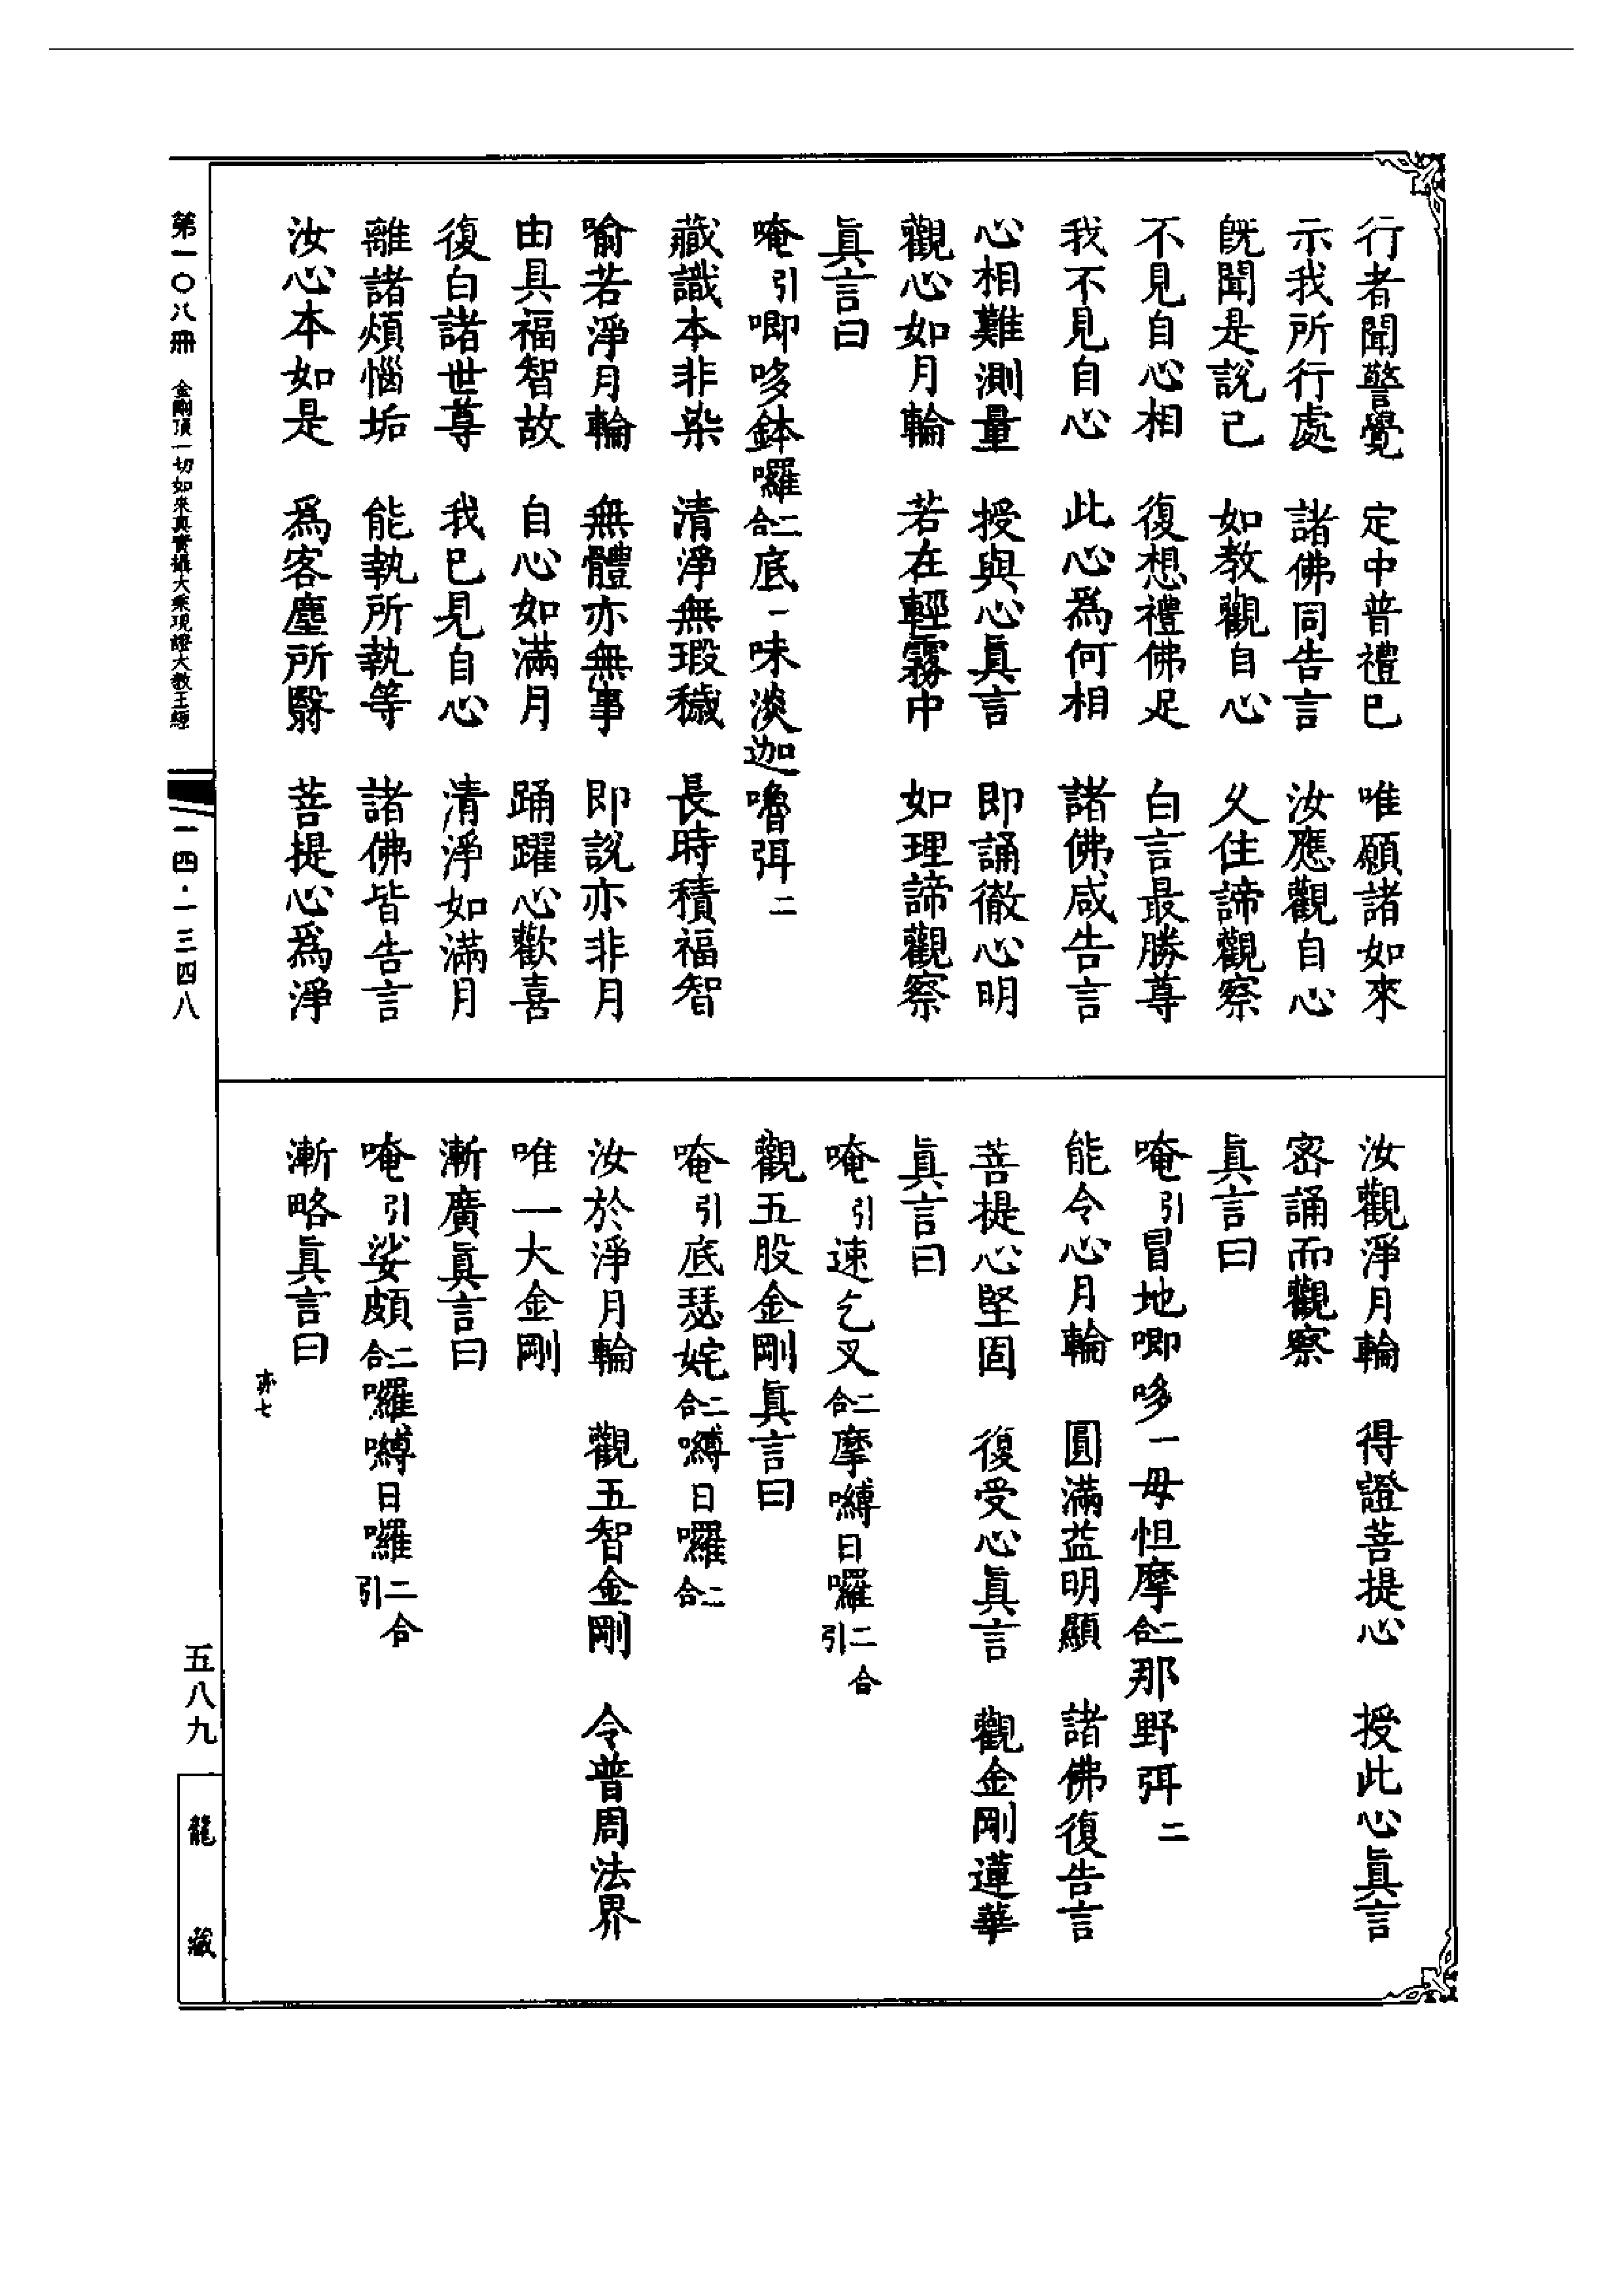 行者聞警覺　定中普禮已　唯願諸如來
示我所行處　諸佛同告言　汝應觀自心
旣聞是說已　如教觀自心　乆住諦觀察
不見自心相　復想禮佛足　白言最勝尊
我不見自心　此心爲何相　諸佛咸告言
心相難測量　授與心眞言　即誦徹心明
觀心如月輪　若在輕霧中　如理諦觀察
眞言曰
唵引唧哆鉢囉二合底一味淡迦嚕弭二
藏識本非染　清淨無瑕穢　長時積福智
喻若淨月輪　無體亦無事　即說亦非月
由具福智故　自心如滿月　踊躍心歡喜
復白諸世尊　我已見自心　清淨如滿月
離諸煩惱垢　能執所執等　諸佛皆告言
汝心本如是　爲客塵所翳　菩提心爲淨
汝觀淨月輪　得證菩提心　授此心眞言
密誦而觀察
眞言曰
唵引冒地唧哆一毋怛摩二合那野弭二
能令心月輪　圓滿益明顯　諸佛復告言
菩提心堅固　復受心眞言　觀金剛蓮華
眞言曰
唵引速乞叉二合摩嚩日囉二合引
觀五股金剛眞言曰
唵引底瑟姹二合嚩日囉二合
汝於淨月輪　觀五智金剛　令普周法界
唯一大金剛
漸廣眞言曰
唵引娑頗二合囉嚩日囉二合引
漸略眞言曰
第一〇八冊　金剛頂一切如來真實攝大乘現證大教王經
一四·一三四八
五八九
龍藏